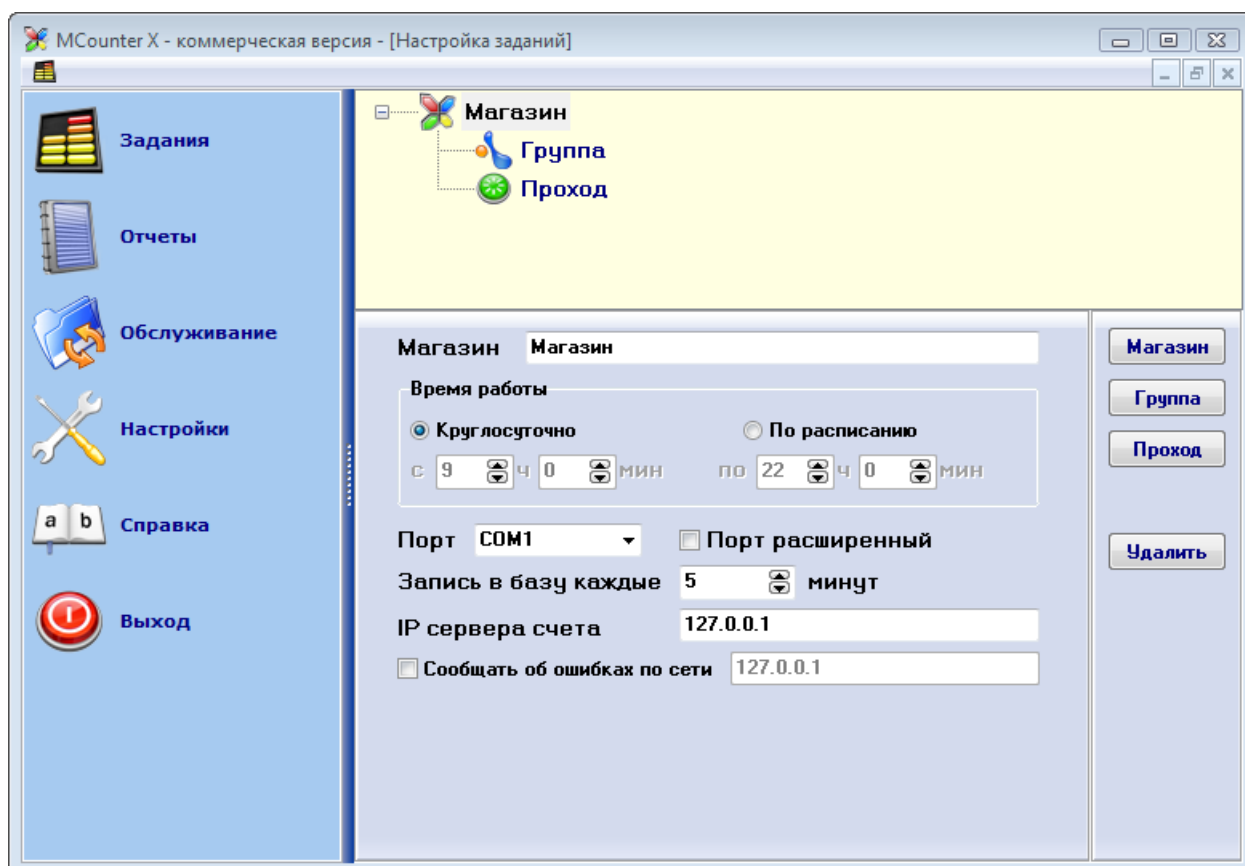 MCounter X - коммерческая версия - [Настройка заданий]
Задания
Отчеты
Обслуживание
Настройки
a b Справка
Выход
Магазин
Группа
Проход
Магазин Магазин
Время работы
Круглосуточно По расписанию
с 9 ч 0 мин по 22 ч 0 мин
Порт COM1 Порт расширенный
Запись в базу каждые 5 минут
IP сервера счета 127.0.0.1
Сообщать об ошибках по сети 127.0.0.1
Магазин
Группа
Проход
Удалить